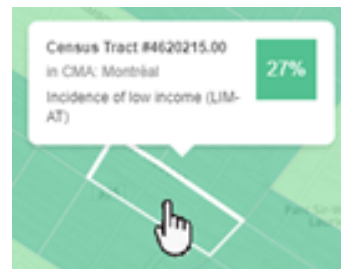 Census Tract #4620215.00
in CMA: Montréal
27%
Incidence of low income (LIM-
AT)